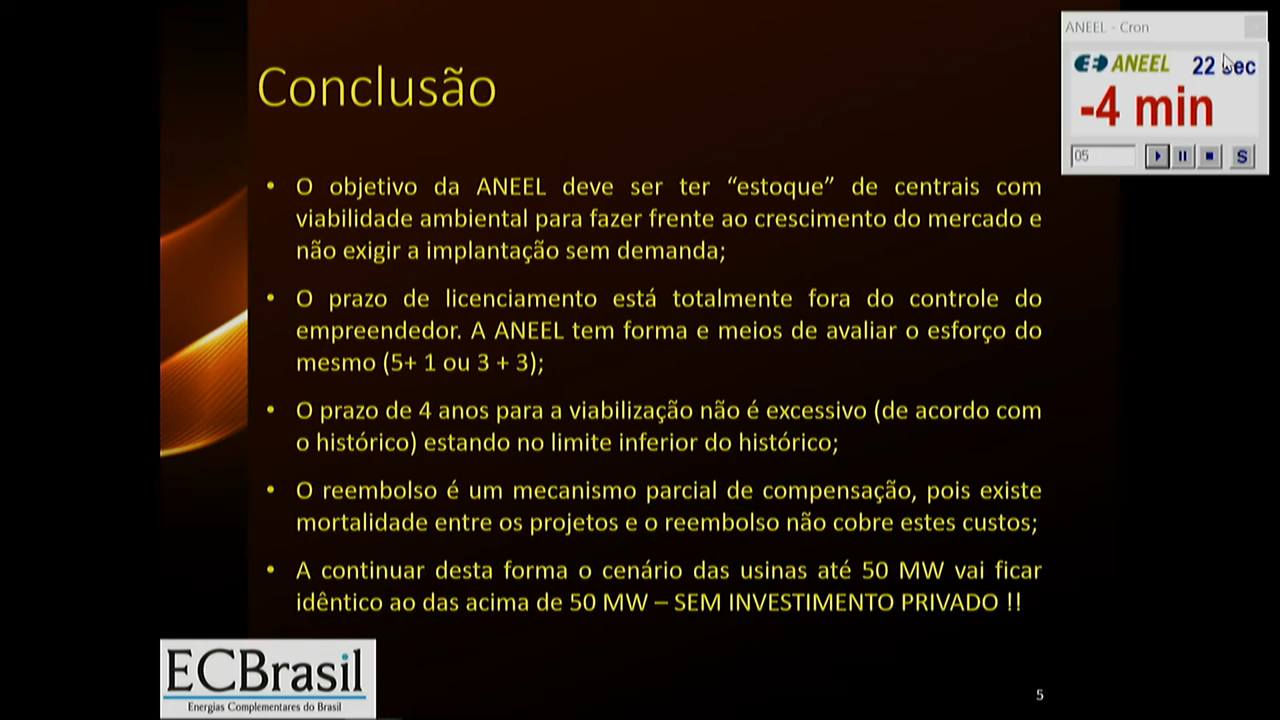 Conclusão
ANEEL - Cron
ANEEL 22 sec
-4 min
05
S
• O objetivo da ANEEL deve ser ter “estoque” de centrais com
viabilidade ambiental para fazer frente ao crescimento do mercado e
não exigir a implantação sem demanda;
• O prazo de licenciamento está totalmente fora do controle do
empreendedor. A ANEEL tem forma e meios de avaliar o esforço do
mesmo (5+ 1 ou 3 + 3);
• O prazo de 4 anos para a viabilização não é excessivo (de acordo com
o histórico) estando no limite inferior do histórico;
• O reembolso é um mecanismo parcial de compensação, pois existe
mortalidade entre os projetos e o reembolso não cobre estes custos;
• A continuar desta forma o cenário das usinas até 50 MW vai ficar
idêntico ao das acima de 50 MW – SEM INVESTIMENTO PRIVADO !!
ECBrasil
Energias Complementares do Brasil
5